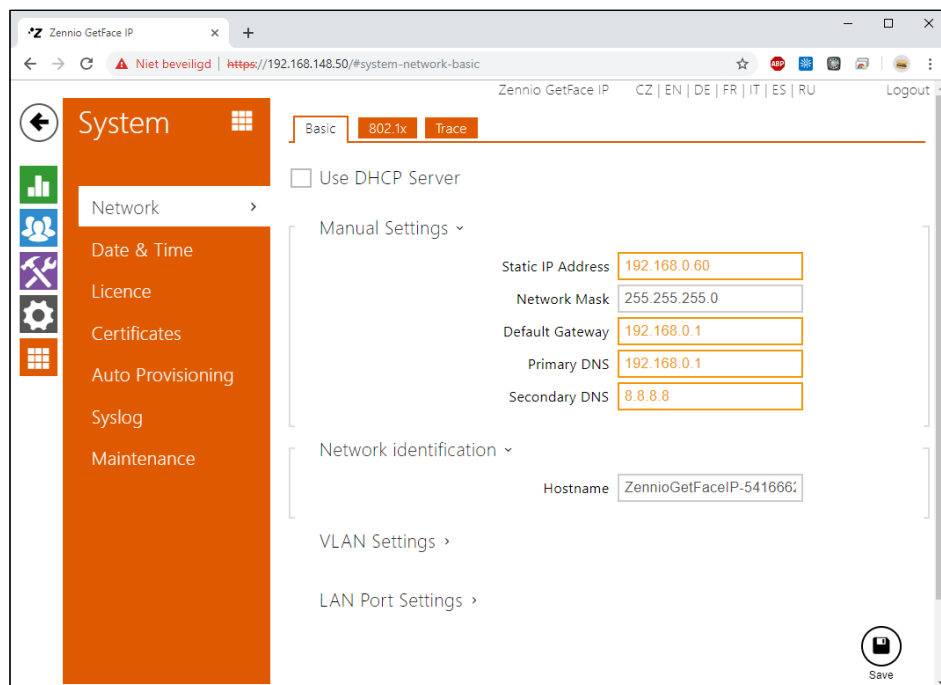 Zennio GetFace IP
Niet beveiligd | https://192.168.148.50/#system-network-basic
ABP
Zennio GetFace IP CZ | EN | DE | FR | IT | ES | RU Logout
System
Basic 802.1x Trace
Use DHCP Server
Network
Manual Settings
Date & Time
Static IP Address 192.168.0.60
Licence
Network Mask 255.255.255.0
Certificates
Default Gateway 192.168.0.1
Primary DNS 192.168.0.1
Auto Provisioning
Secondary DNS 8.8.8.8
Syslog
Network identification
Maintenance
Hostname ZennioGetFaceIP-541666
VLAN Settings
LAN Port Settings
Save